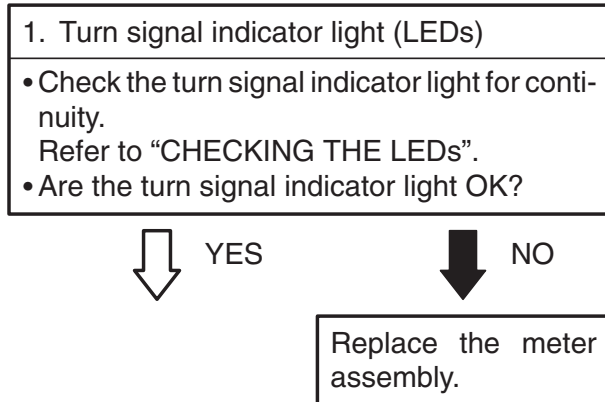 1. Turn signal indicator light (LEDs)
• Check the turn signal indicator light for conti-
nuity.
Refer to “CHECKING THE LEDs”.
• Are the turn signal indicator light OK?
YES
NO
Replace the meter
assembly.